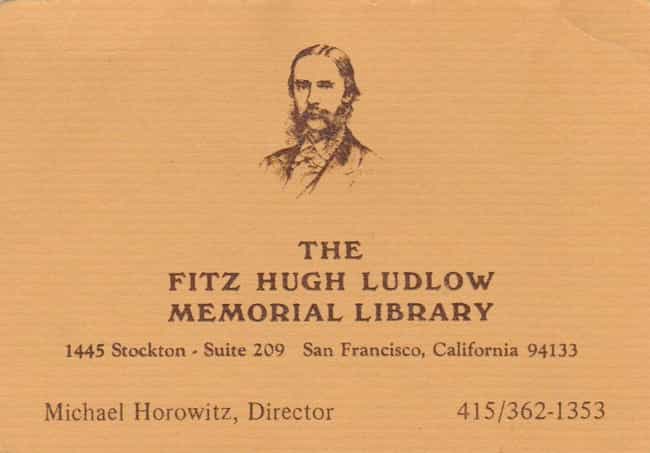 THE
FITZ HUGH LUDLOW
MEMORIAL LIBRARY
1445 Stockton - Suite 209 San Francisco, California 94133
Michael Horowitz, Director 415/362-1353